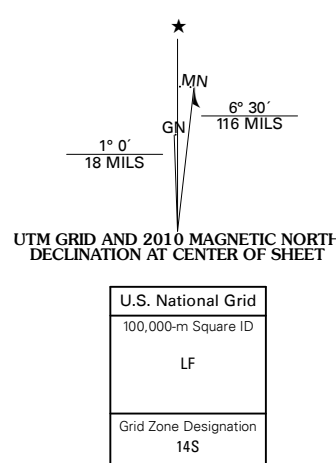 ★
MN
GN
6° 30´
116 MILS
1° 0´
18 MILS
UTM GRID AND 2010 MAGNETIC NORTH
DECLINATION AT CENTER OF SHEET
U.S. National Grid
100,000-m Square ID
LF
Grid Zone Designation
14S